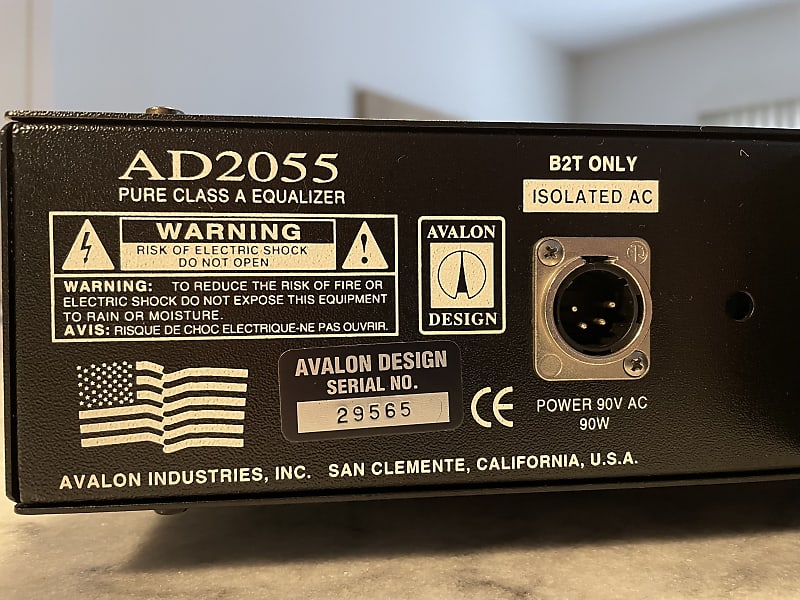 AD2055
PURE CLASS A EQUALIZER
WARNING
RISK OF ELECTRIC SHOCK
DO NOT OPEN
WARNING: TO REDUCE THE RISK OF FIRE OR
ELECTRIC SHOCK DO NOT EXPOSE THIS EQUIPMENT
TO RAIN OR MOISTURE.
AVIS: RISQUE DE CHOC ELECTRIQUE-NE PAS OUVRIR.
AVALON
DESIGN
B2T ONLY
ISOLATED AC
AVALON DESIGN
SERIAL NO.
29565
CE
POWER 90V AC
90W
AVALON INDUSTRIES, INC. SAN CLEMENTE, CALIFORNIA, U.S.A.